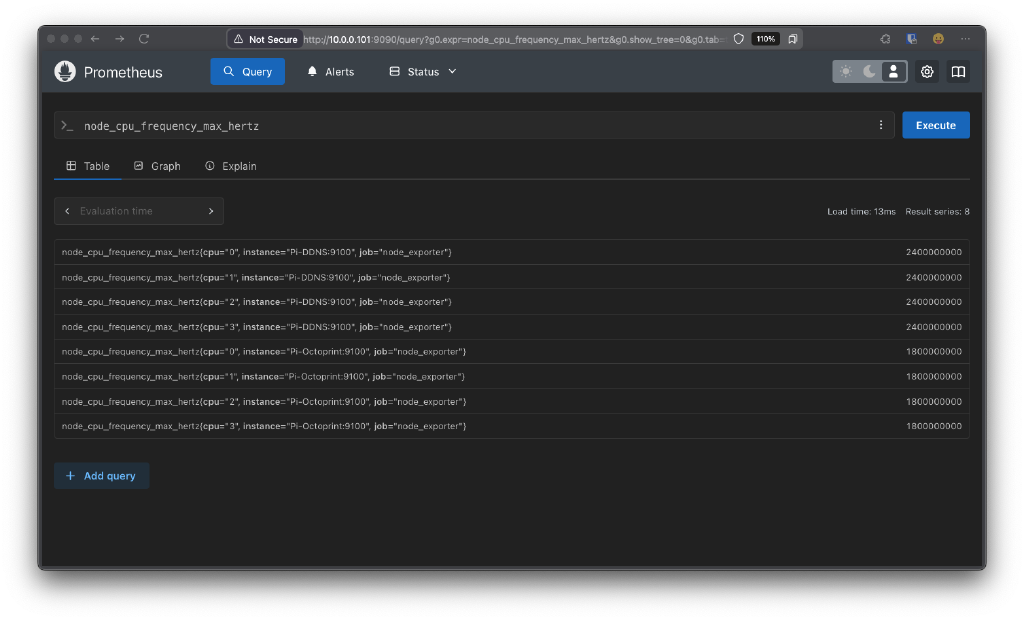 Not Secure http://10.0.0.101:9090/query?g0.expr=node_cpu_frequency_max_hertz&g0.show_tree=0&g0.tab= 110%
Prometheus Query Alerts Status
>_ node_cpu_frequency_max_hertz Execute
Table Graph Explain
Evaluation time Load time: 13ms Result series: 8
node_cpu_frequency_max_hertz{cpu="0", instance="Pi-DDNS:9100", job="node_exporter"} 2400000000
node_cpu_frequency_max_hertz{cpu="1", instance="Pi-DDNS:9100", job="node_exporter"} 2400000000
node_cpu_frequency_max_hertz{cpu="2", instance="Pi-DDNS:9100", job="node_exporter"} 2400000000
node_cpu_frequency_max_hertz{cpu="3", instance="Pi-DDNS:9100", job="node_exporter"} 2400000000
node_cpu_frequency_max_hertz{cpu="0", instance="Pi-Octoprint:9100", job="node_exporter"} 1800000000
node_cpu_frequency_max_hertz{cpu="1", instance="Pi-Octoprint:9100", job="node_exporter"} 1800000000
node_cpu_frequency_max_hertz{cpu="2", instance="Pi-Octoprint:9100", job="node_exporter"} 1800000000
node_cpu_frequency_max_hertz{cpu="3", instance="Pi-Octoprint:9100", job="node_exporter"} 1800000000
+ Add query